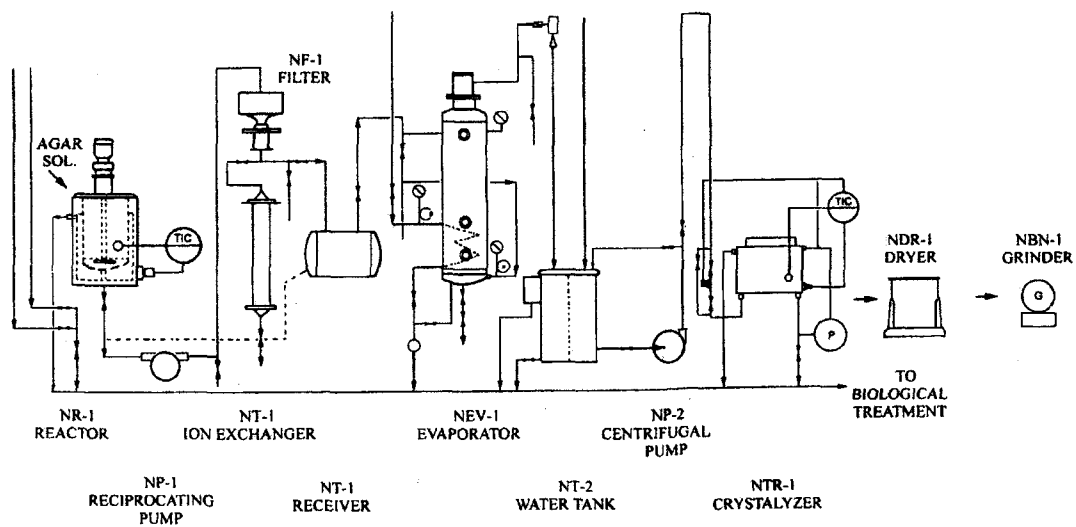 NF-1
FILTER
AGAR
SOL.
TIC
TIC
NDR-1
DRYER
NBN-1
GRINDER
G
P
TO
BIOLOGICAL
TREATMENT
NR-1
REACTOR
NT-1
ION EXCHANGER
NEV-1
EVAPORATOR
NP-2
CENTRIFUGAL
PUMP
NP-1
RECIPROCATING
PUMP
NT-1
RECEIVER
NT-2
WATER TANK
NTR-1
CRYSTALYZER